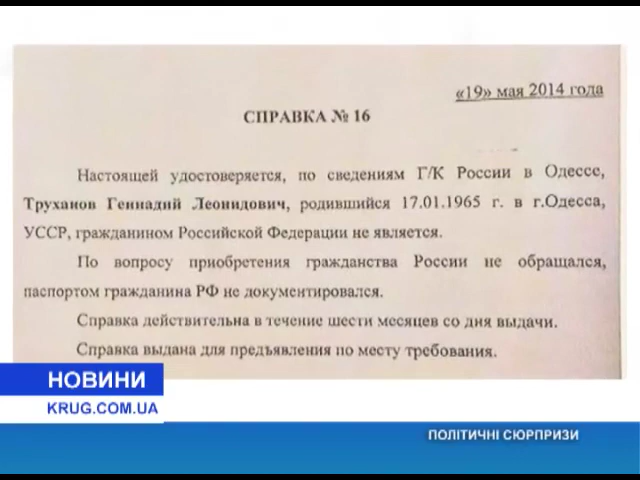 «19» мая 2014 года
СПРАВКА № 16
Настоящей удостоверяется, по сведениям Г/К России в Одессе,
Труханов Геннадий Леонидович, родившийся 17.01.1965 г. в г.Одесса,
УССР, гражданином Российской Федерации не является.
По вопросу приобретения гражданства России не обращался,
паспортом гражданина РФ не документировался.
Справка действительна в течение шести месяцев со дня выдачи.
Справка выдана для предъявления по месту требования.
НОВИНИ
KRUG.COM.UA
ПОЛІТИЧНІ СЮРПРИЗИ